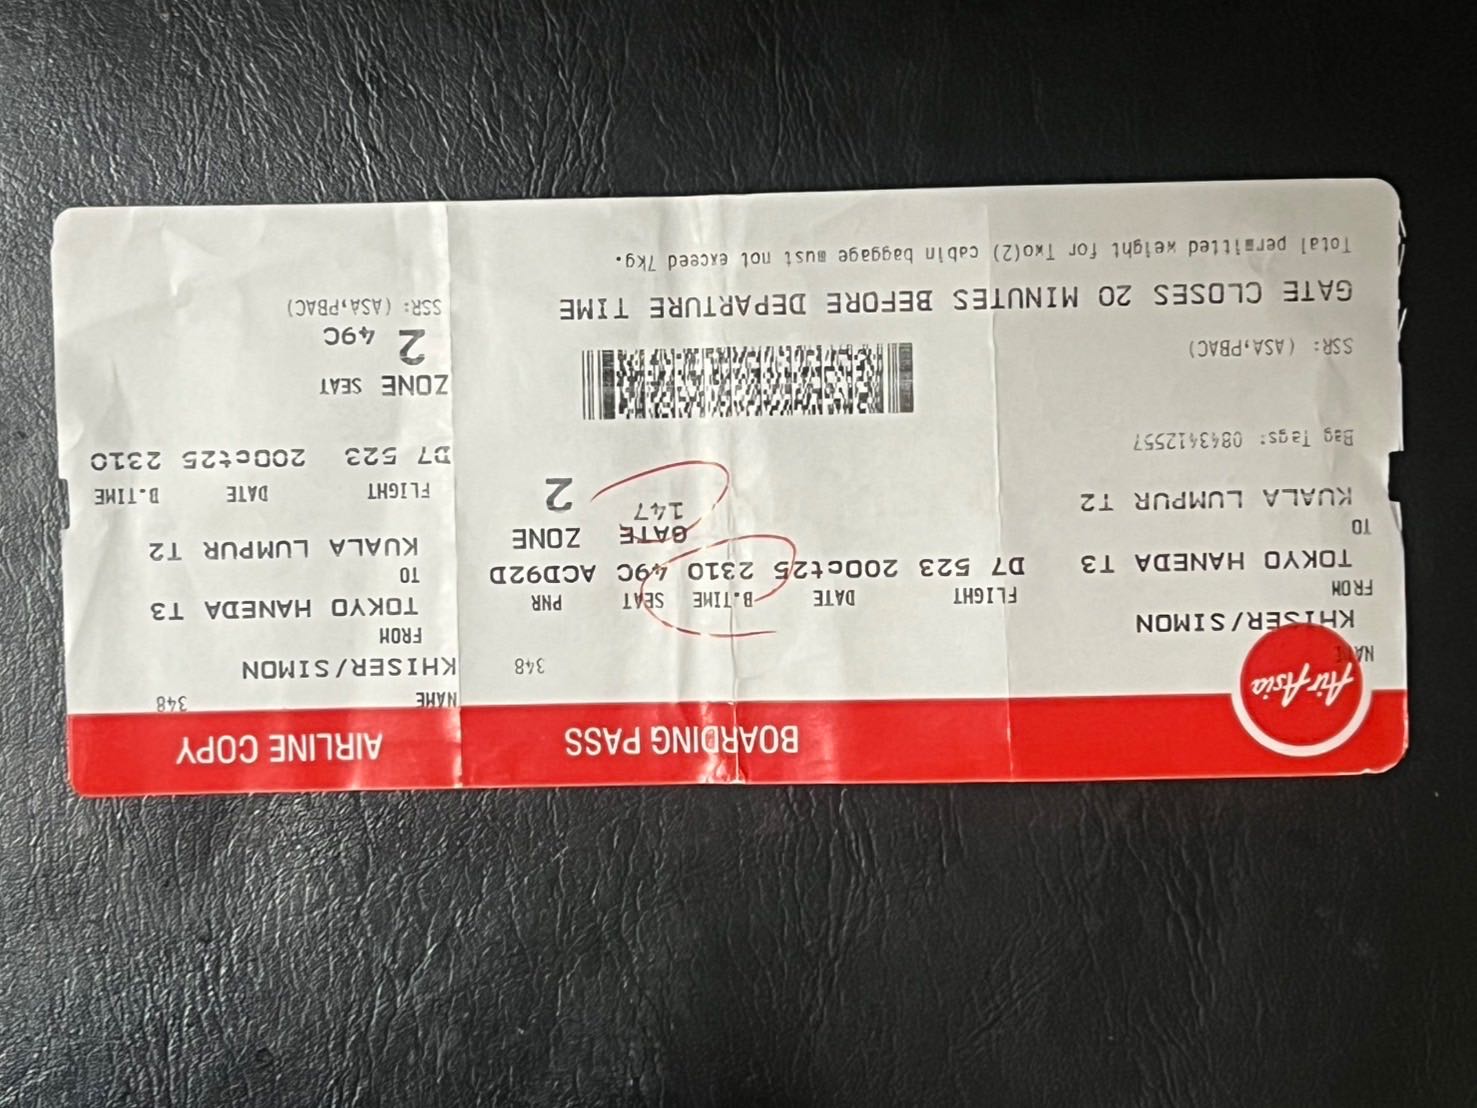 BOARDING PASS
AIRLINE COPY
AirAsia
NAME
KHISER/SIMON
348
FROM
TOKYO HANEDA T3
TO
KUALA LUMPUR T2
FLIGHT DATE B.TIME SEAT PNR
D7 523 20Oct25 2310 49C ACD92D
GATE ZONE
147 2
Bag Tags: 0843412557
SSR: (ASA,PBAC)
GATE CLOSES 20 MINUTES BEFORE DEPARTURE TIME
Total permitted weight for Two(2) cabin baggage must not exceed 7kg.
NAME 348
KHISER/SIMON
FROM
TOKYO HANEDA T3
TO
KUALA LUMPUR T2
FLIGHT DATE B.TIME
D7 523 20Oct25 2310
ZONE SEAT
2 49C
SSR: (ASA,PBAC)